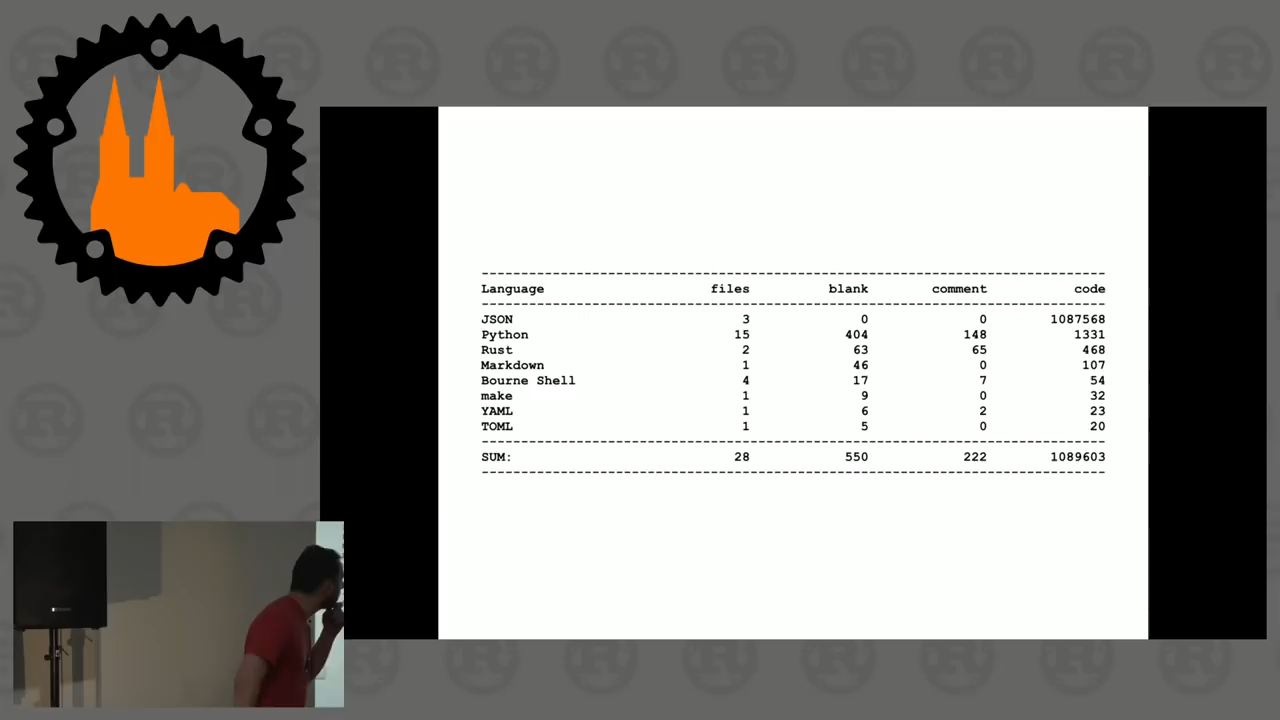 --------------------------------------------------------------------------------
Language                     files          blank        comment           code
--------------------------------------------------------------------------------
JSON                             3              0              0        1087568
Python                          15            404            148           1331
Rust                             2             63             65            468
Markdown                         1             46              0            107
Bourne Shell                     4             17              7             54
make                             1              9              0             32
YAML                             1              6              2             23
TOML                             1              5              0             20
--------------------------------------------------------------------------------
SUM:                            28            550            222        1089603
--------------------------------------------------------------------------------